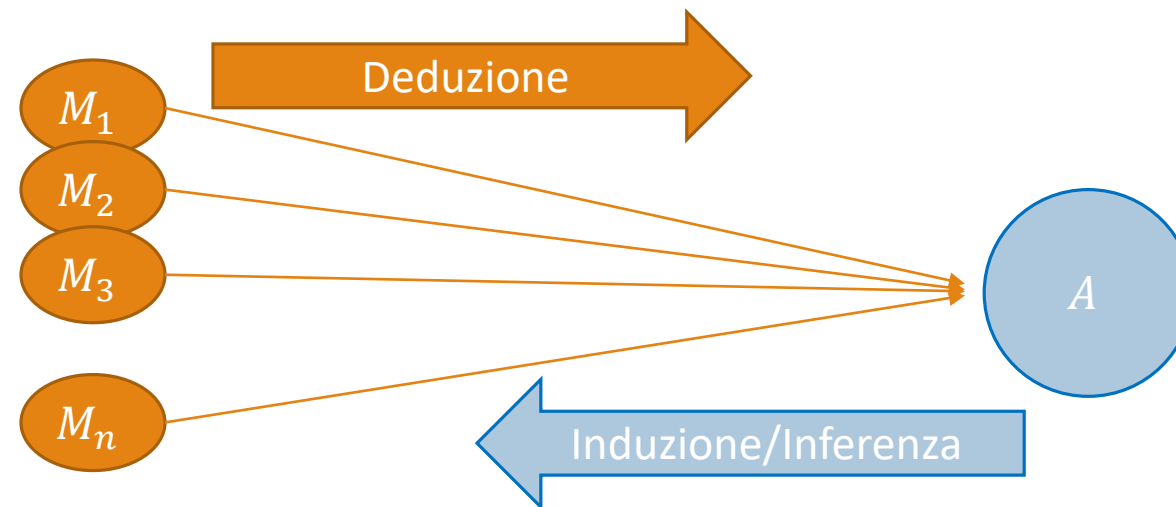 Deduzione
M₁
M₂
M₃
A
Mₙ
Induzione/Inferenza